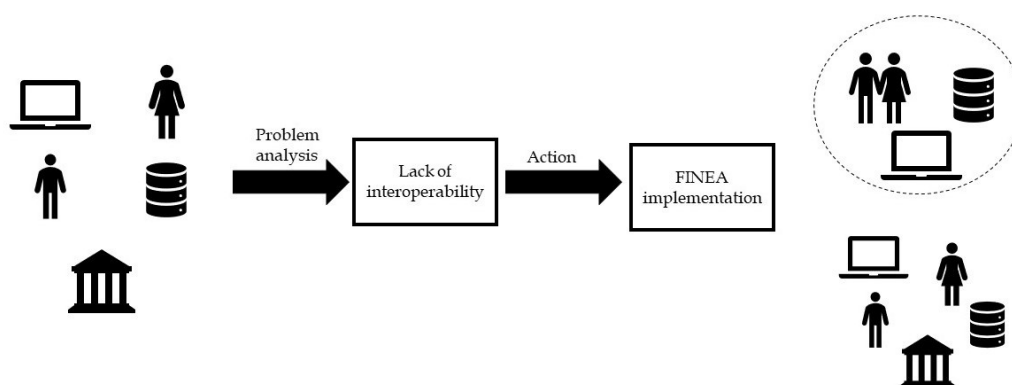 Problem
analysis
Lack of
interoperability
Action
FINEA
implementation